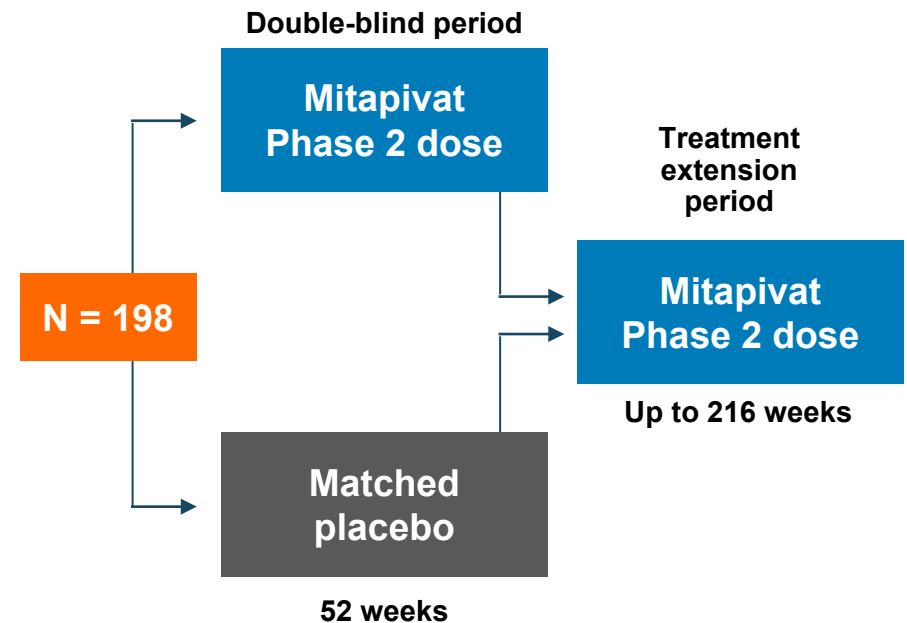 Double-blind period
Mitapivat
Phase 2 dose
Treatment
extension
period
N = 198
Mitapivat
Phase 2 dose
Up to 216 weeks
Matched
placebo
52 weeks